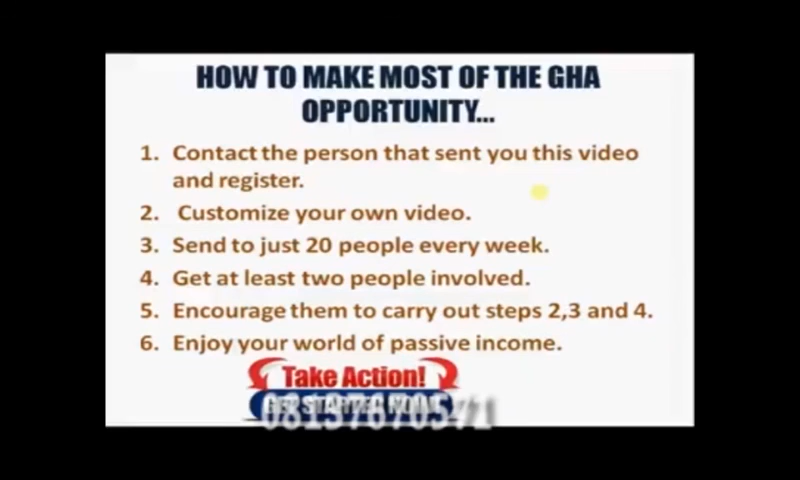 HOW TO MAKE MOST OF THE GHA
OPPORTUNITY...
1. Contact the person that sent you this video
and register.
2. Customize your own video.
3. Send to just 20 people every week.
4. Get at least two people involved.
5. Encourage them to carry out steps 2,3 and 4.
6. Enjoy your world of passive income.
Take Action!
GET STARTED NOW